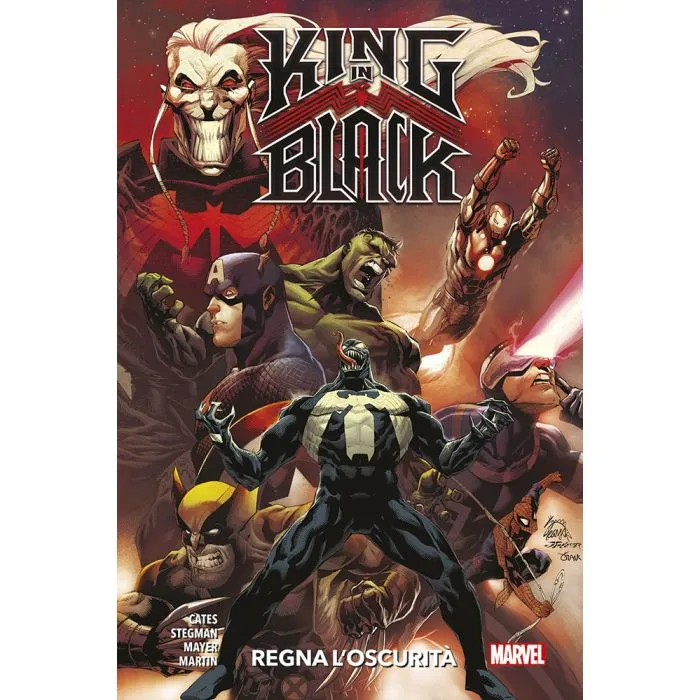 KING
IN
BLACK
A
CATES
STEGMAN
MAYER
MARTIN
REGNA L'OSCURITÀ
MARVEL